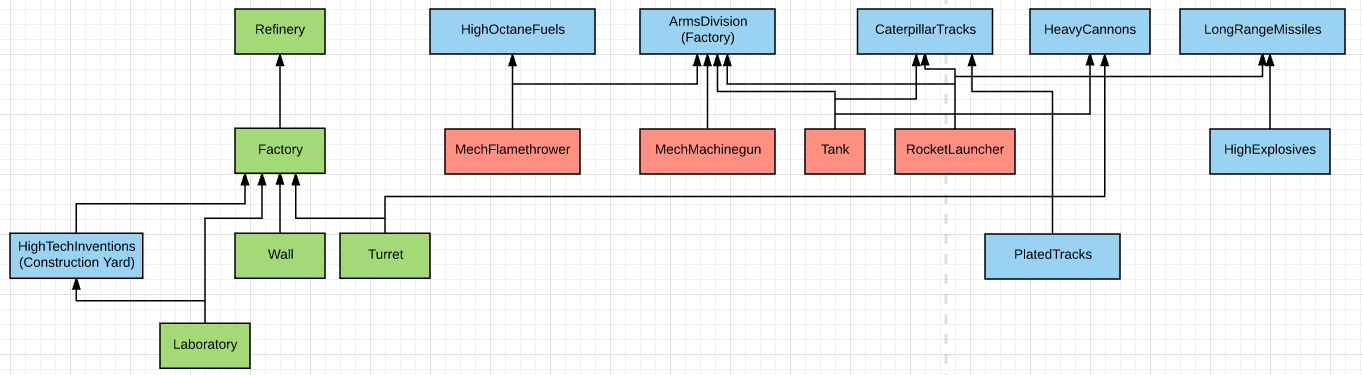 Refinery
HighOctaneFuels
ArmsDivision
(Factory)
CaterpillarTracks
HeavyCannons
LongRangeMissiles
Factory
MechFlamethrower
MechMachinegun
Tank
RocketLauncher
HighExplosives
HighTechInventions
(Construction Yard)
Wall
Turret
PlatedTracks
Laboratory